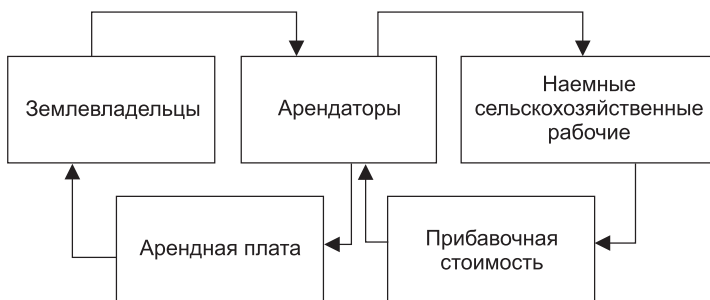 Землевладельцы
Арендаторы
Наемные
сельскохозяйственные
рабочие
Арендная плата
Прибавочная
стоимость